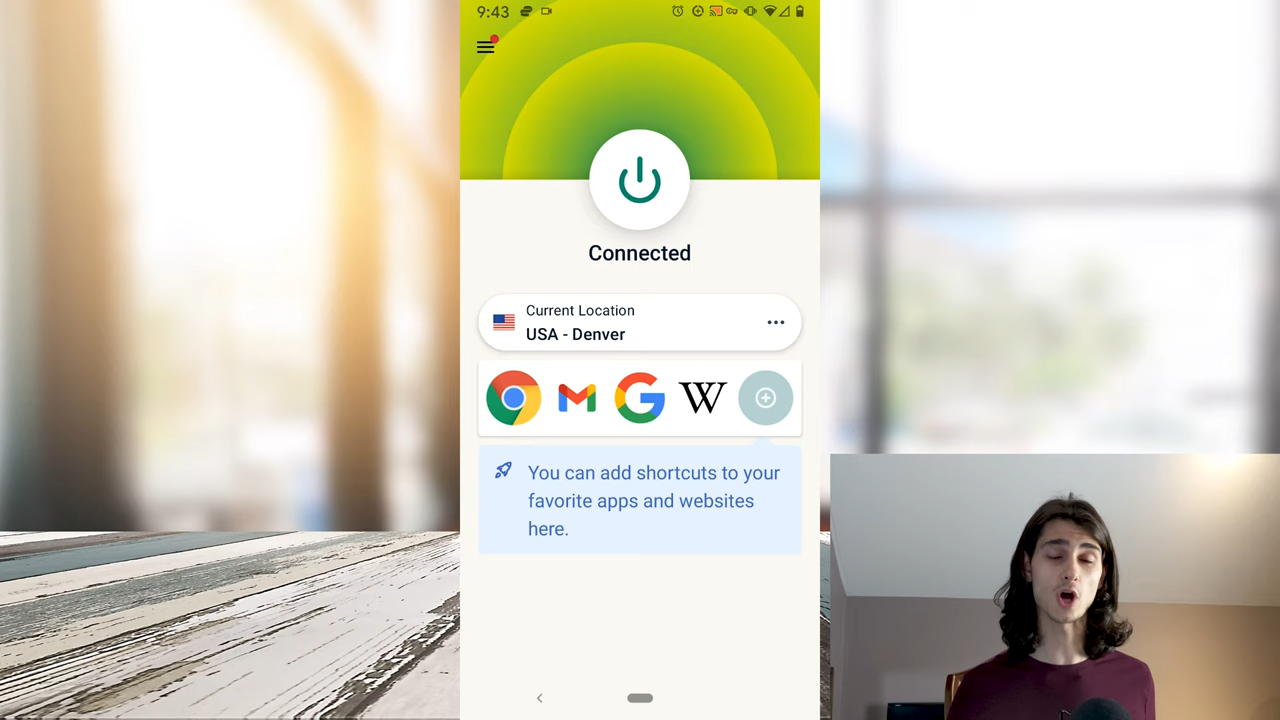 9:43
Connected
Current Location
USA - Denver
W
You can add shortcuts to your
favorite apps and websites
here.